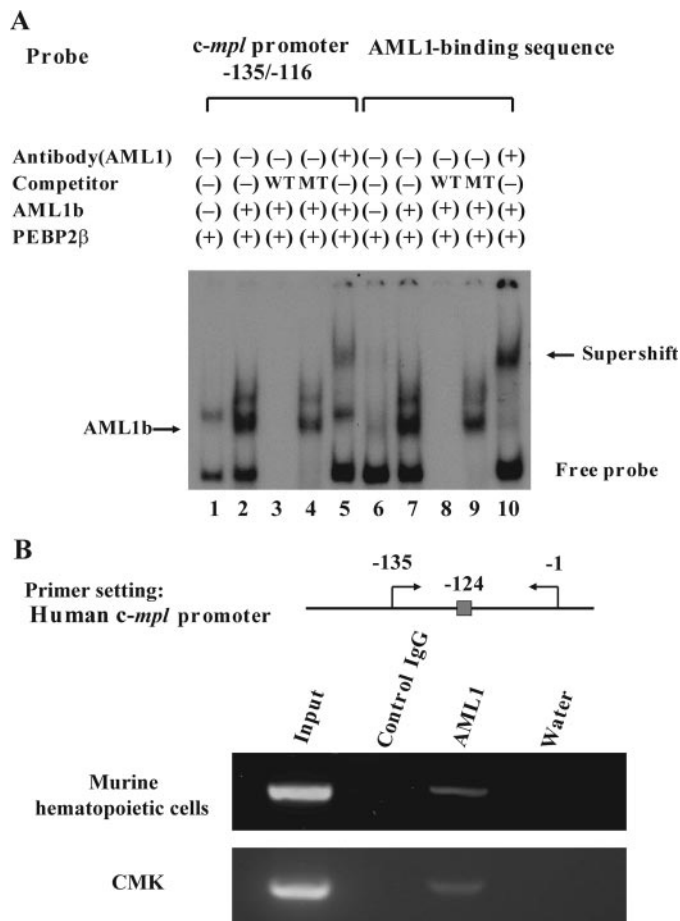 A
Probe
c-mpl promoter
-135/-116
AML1-binding sequence
Antibody(AML1) (–) (–) (–) (–) (+) (–) (–) (–) (–) (+)
Competitor (–) (–) WT MT (–) (–) (–) WT MT (–)
AML1b (–) (+) (+) (+) (+) (–) (+) (+) (+) (+)
PEBP2β (+) (+) (+) (+) (+) (+) (+) (+) (+) (+)
Supershift
AML1b
Free probe
1 2 3 4 5 6 7 8 9 10
B
Primer setting:
Human c-mpl promoter
-135
-124
-1
Input
Control IgG
AML1
Water
Murine
hematopoietic cells
CMK